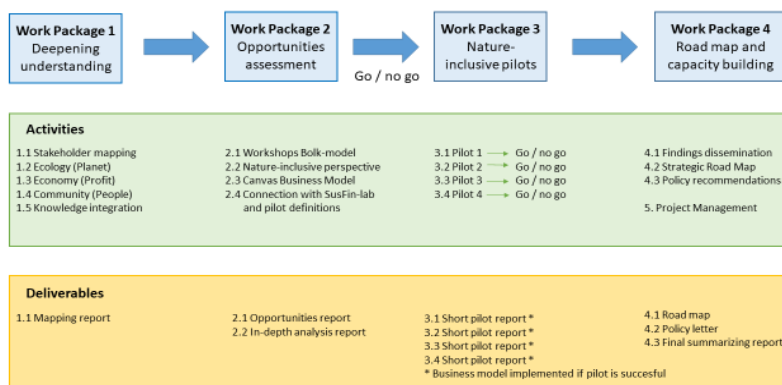 Work Package 1
Deepening
understanding
Work Package 2
Opportunities
assessment
Go / no go
Work Package 3
Nature-
inclusive pilots
Work Package 4
Road map and
capacity building
Activities
1.1 Stakeholder mapping
1.2 Ecology (Planet)
1.3 Economy (Profit)
1.4 Community (People)
1.5 Knowledge integration
2.1 Workshops Bolk-model
2.2 Nature-inclusive perspective
2.3 Canvas Business Model
2.4 Connection with SusFin-lab
and pilot definitions
3.1 Pilot 1 Go / no go
3.2 Pilot 2 Go / no go
3.3 Pilot 3 Go / no go
3.4 Pilot 4 Go / no go
4.1 Findings dissemination
4.2 Strategic Road Map
4.3 Policy recommendations
5. Project Management
Deliverables
1.1 Mapping report
2.1 Opportunities report
2.2 In-depth analysis report
3.1 Short pilot report *
3.2 Short pilot report *
3.3 Short pilot report *
3.4 Short pilot report *
* Business model implemented if pilot is succesful
4.1 Road map
4.2 Policy letter
4.3 Final summarizing report